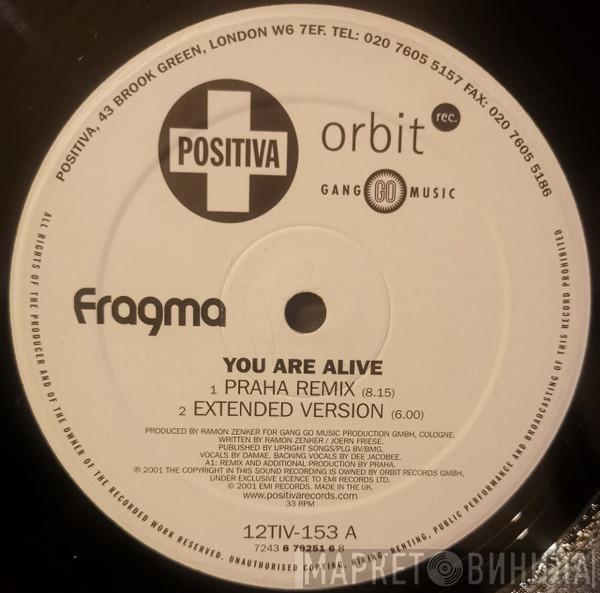 POSITIVA, 43 BROOK GREEN, LONDON W6 7EF. TEL: 020 7605 5157 FAX: 020 7605 5186
POSITIVA
orbit rec.
GANG GO MUSIC
Fragma
YOU ARE ALIVE
1 PRAHA REMIX (8.15)
2 EXTENDED VERSION (6.00)
PRODUCED BY RAMON ZENKER FOR GANG GO MUSIC PRODUCTION GMBH, COLOGNE.
WRITTEN BY RAMON ZENKER / JOERN FRIESE.
PUBLISHED BY UPRIGHT SONGS/PLG BV/BMG.
VOCALS BY DAMAE. BACKING VOCALS BY DEE JACOBEE.
A1: REMIX AND ADDITIONAL PRODUCTION BY PRAHA.
℗ 2001 THE COPYRIGHT IN THIS SOUND RECORDING IS OWNED BY ORBIT RECORDS GMBH,
UNDER EXCLUSIVE LICENCE TO EMI RECORDS LTD.
© 2001 EMI RECORDS. MADE IN THE UK.
www.positivarecords.com
33 RPM
12TIV-153 A
7243 8 79251 6 8
ALL RIGHTS OF THE PRODUCER AND OF THE OWNER OF THE RECORDED WORK RESERVED. UNAUTHORISED COPYING, HIRING, RENTING, PUBLIC PERFORMANCE AND BROADCASTING OF THIS RECORD PROHIBITED
МАРКЕТ ВИНИЛА